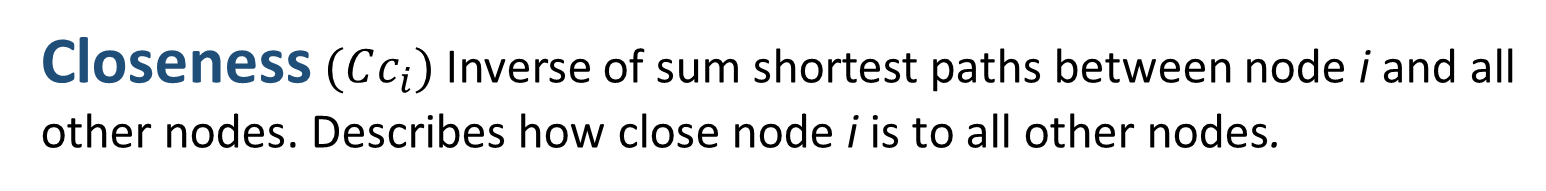 Closeness (Cc𝑖) Inverse of sum shortest paths between node i and all
other nodes. Describes how close node i is to all other nodes.